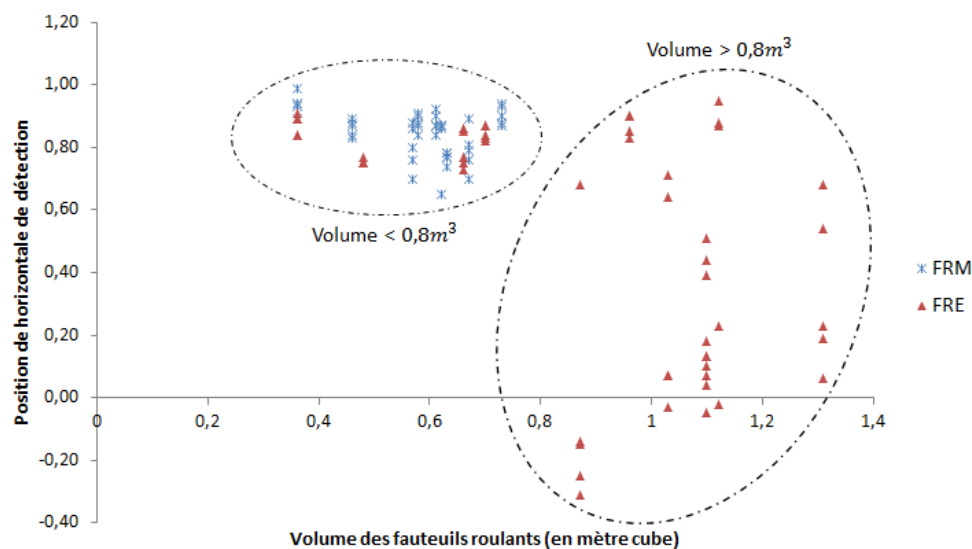 Position de horizontale de détection
1,20
1,00
0,80
0,60
0,40
0,20
0,00
-0,20
-0,40
0
0,2
0,4
0,6
0,8
1
1,2
1,4
Volume > 0,8m³
Volume < 0,8m³
FRM
FRE
Volume des fauteuils roulants (en mètre cube)